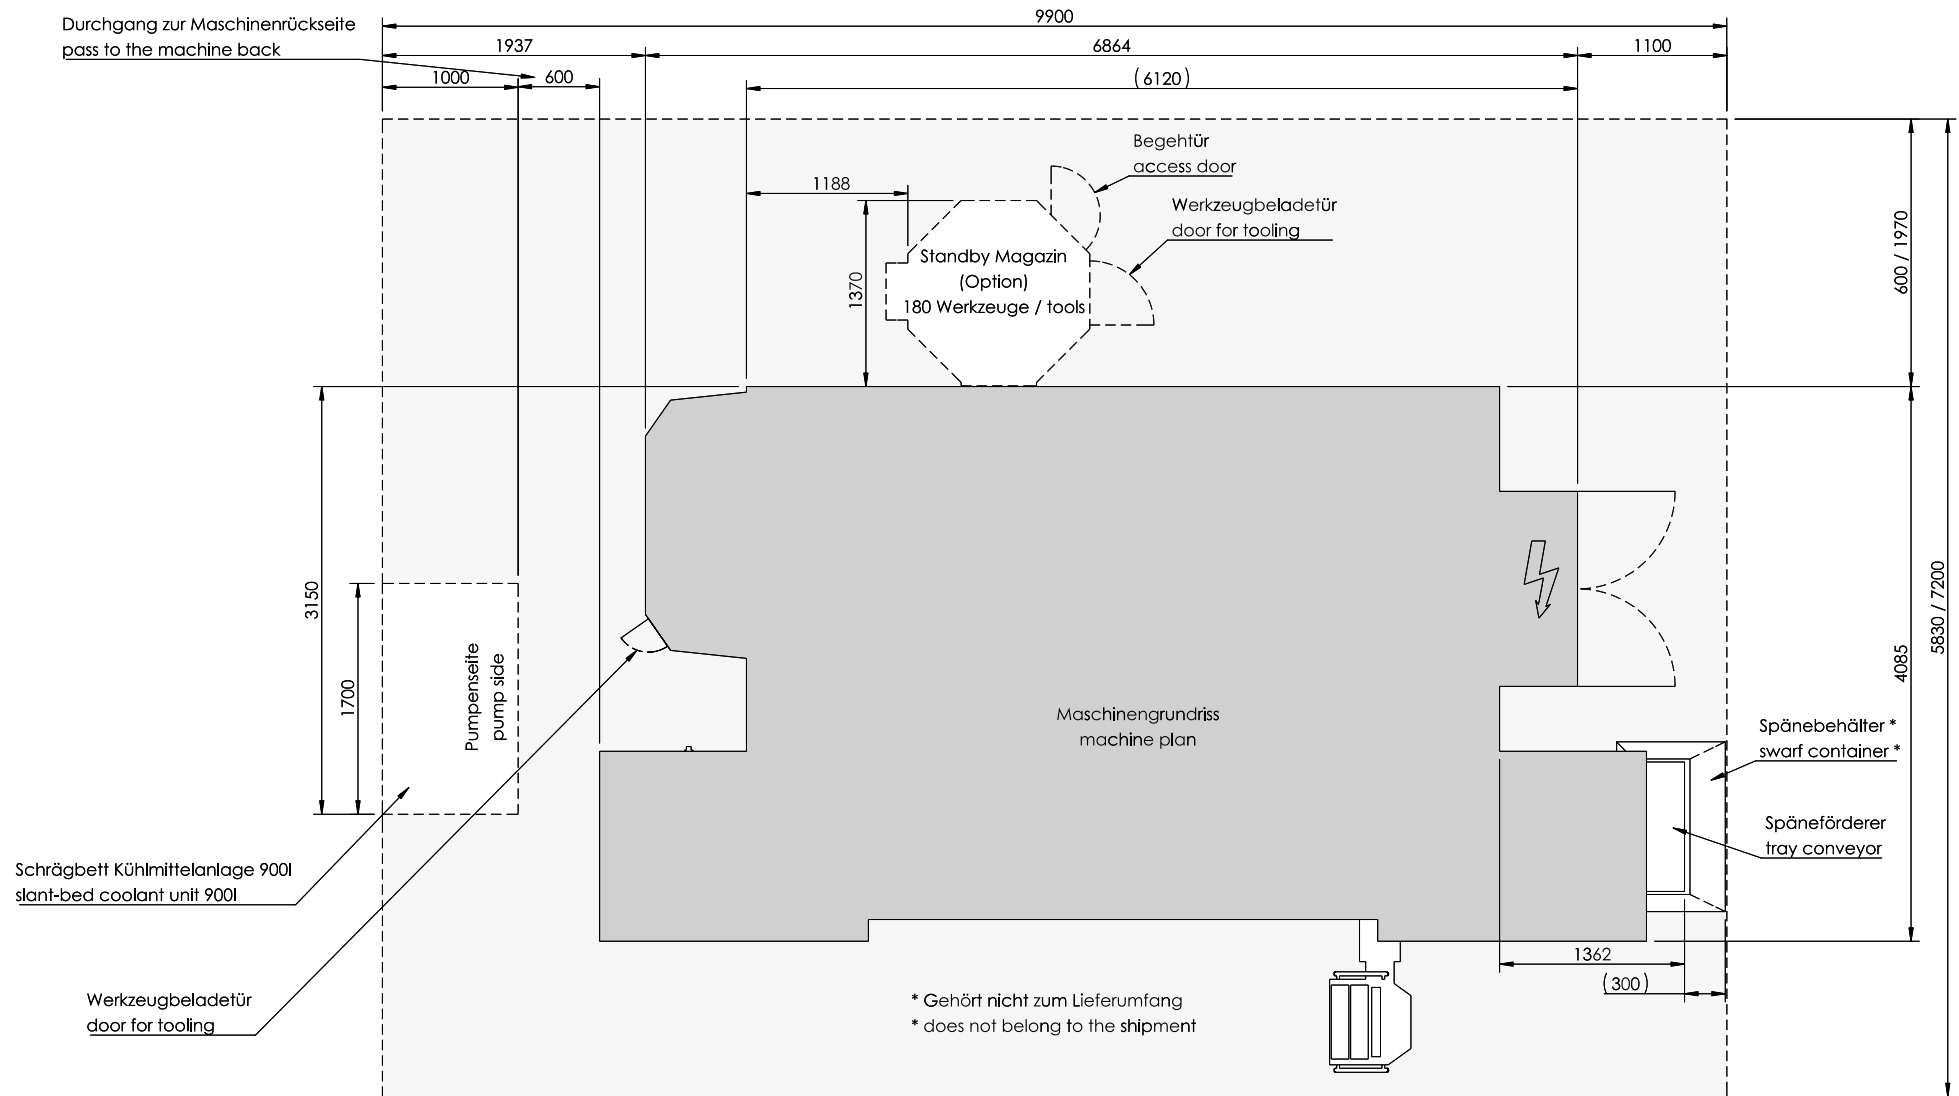 Durchgang zur Maschinenrückseite
pass to the machine back
9900
1937
6864
1100
1000
600
(6120)
Begehtür
access door
1188
Werkzeugbeladetür
door for tooling
600 / 1970
1370
Standby Magazin
(Option)
180 Werkzeuge / tools
3150
5830 / 7200
1700
Pumpenseite
pump side
4085
Maschinengrundriss
machine plan
Spänebehälter *
swarf container *
Späneförderer
tray conveyor
Schrägbett Kühlmittelanlage 900l
slant-bed coolant unit 900l
1362
(300)
Werkzeugbeladetür
door for tooling
* Gehört nicht zum Lieferumfang
* does not belong to the shipment